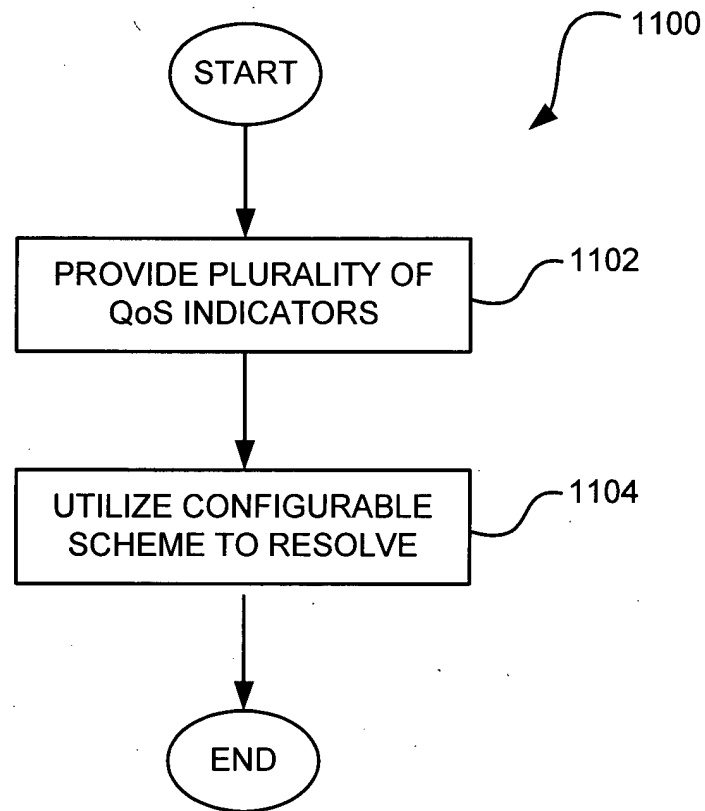 1100
START
PROVIDE PLURALITY OF
QoS INDICATORS
1102
UTILIZE CONFIGURABLE
SCHEME TO RESOLVE
1104
END